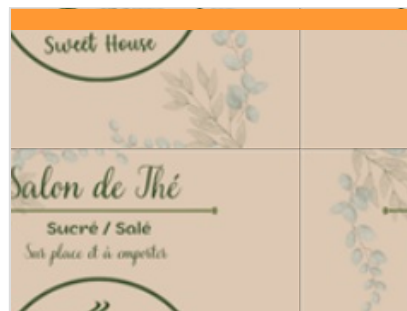 Sweet House
Salon de Thé
Sucré / Salé
Sur place et à emporter